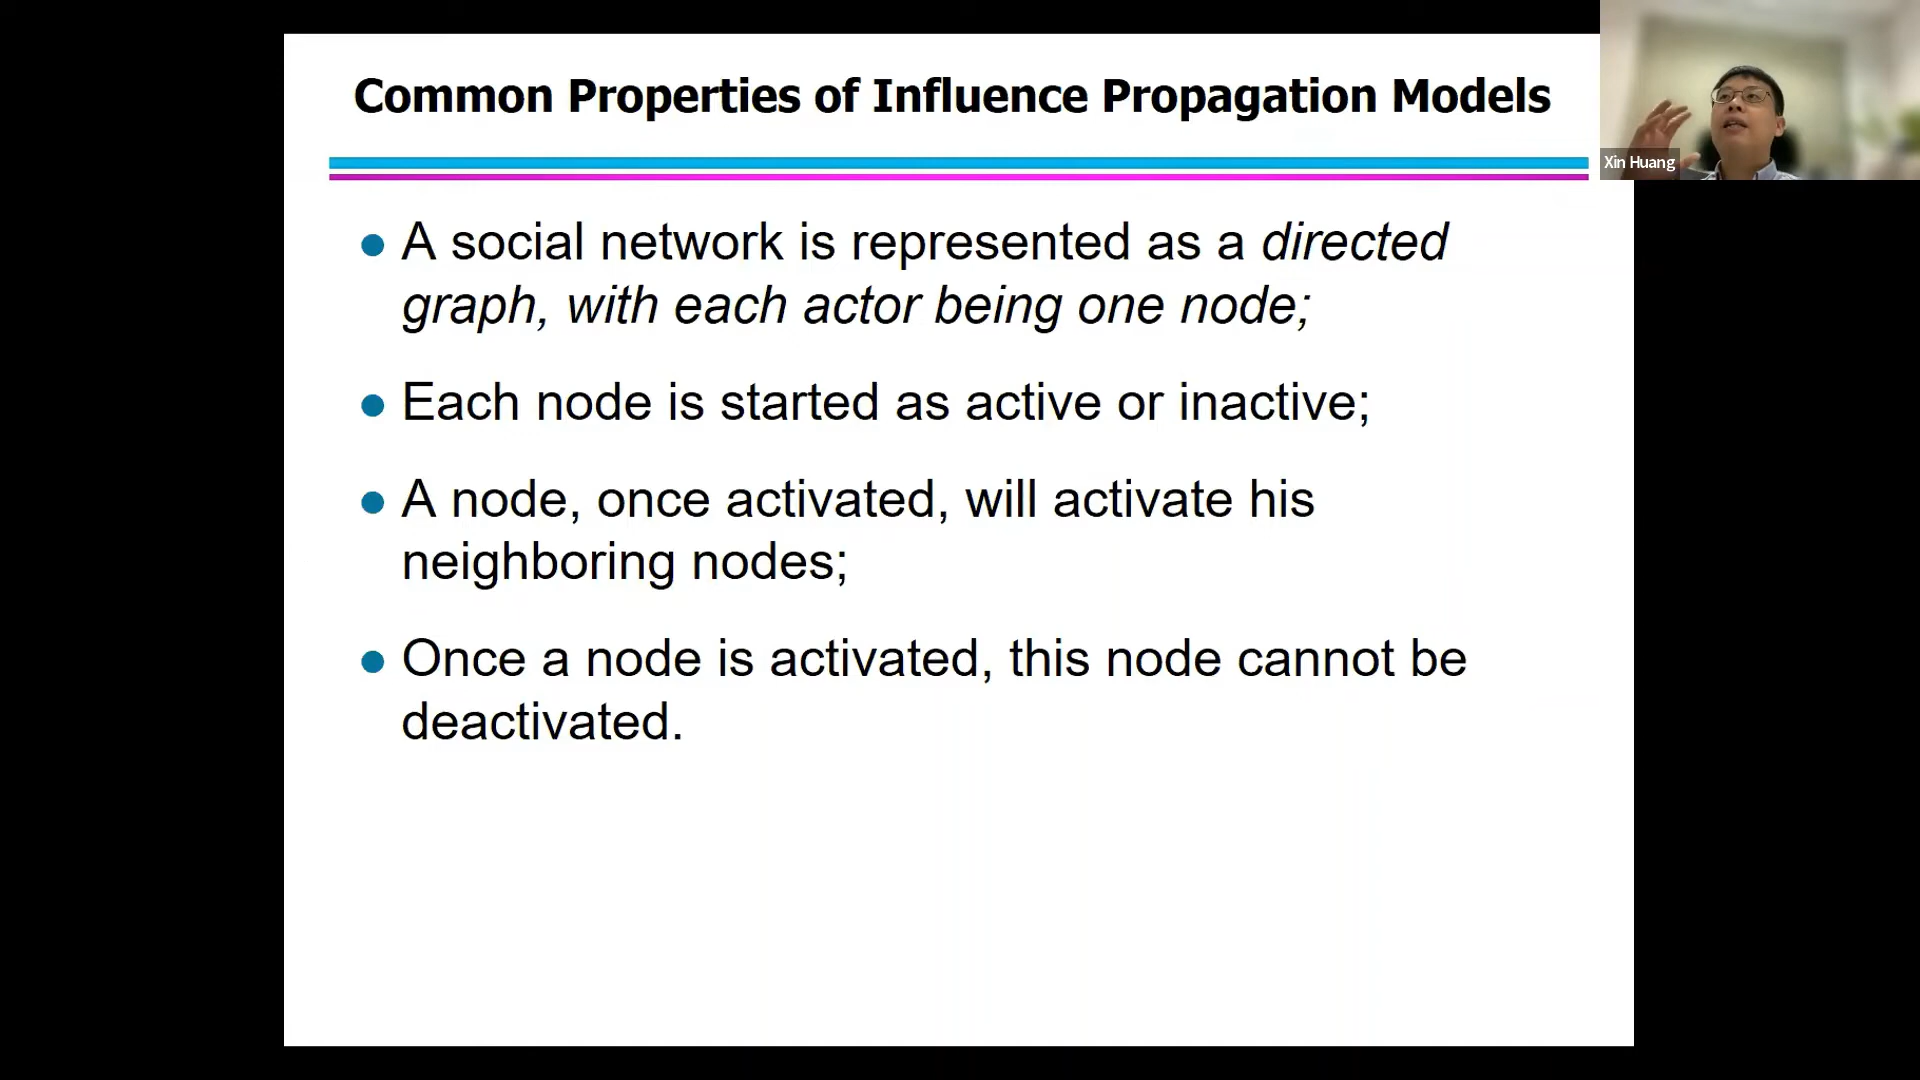 Common Properties of Influence Propagation Models
Xin Huang
● A social network is represented as a directed
graph, with each actor being one node;
● Each node is started as active or inactive;
● A node, once activated, will activate his
neighboring nodes;
● Once a node is activated, this node cannot be
deactivated.